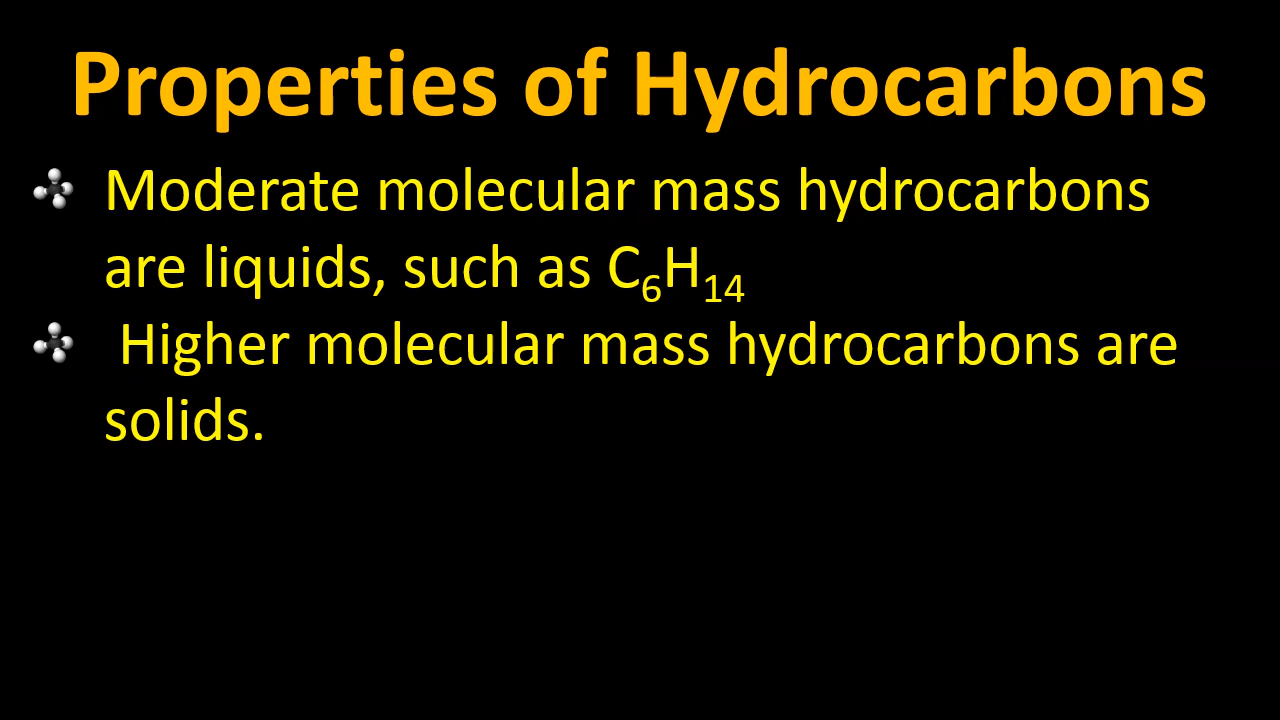 Properties of Hydrocarbons
Moderate molecular mass hydrocarbons
are liquids, such as C₆H₁₄
Higher molecular mass hydrocarbons are
solids.